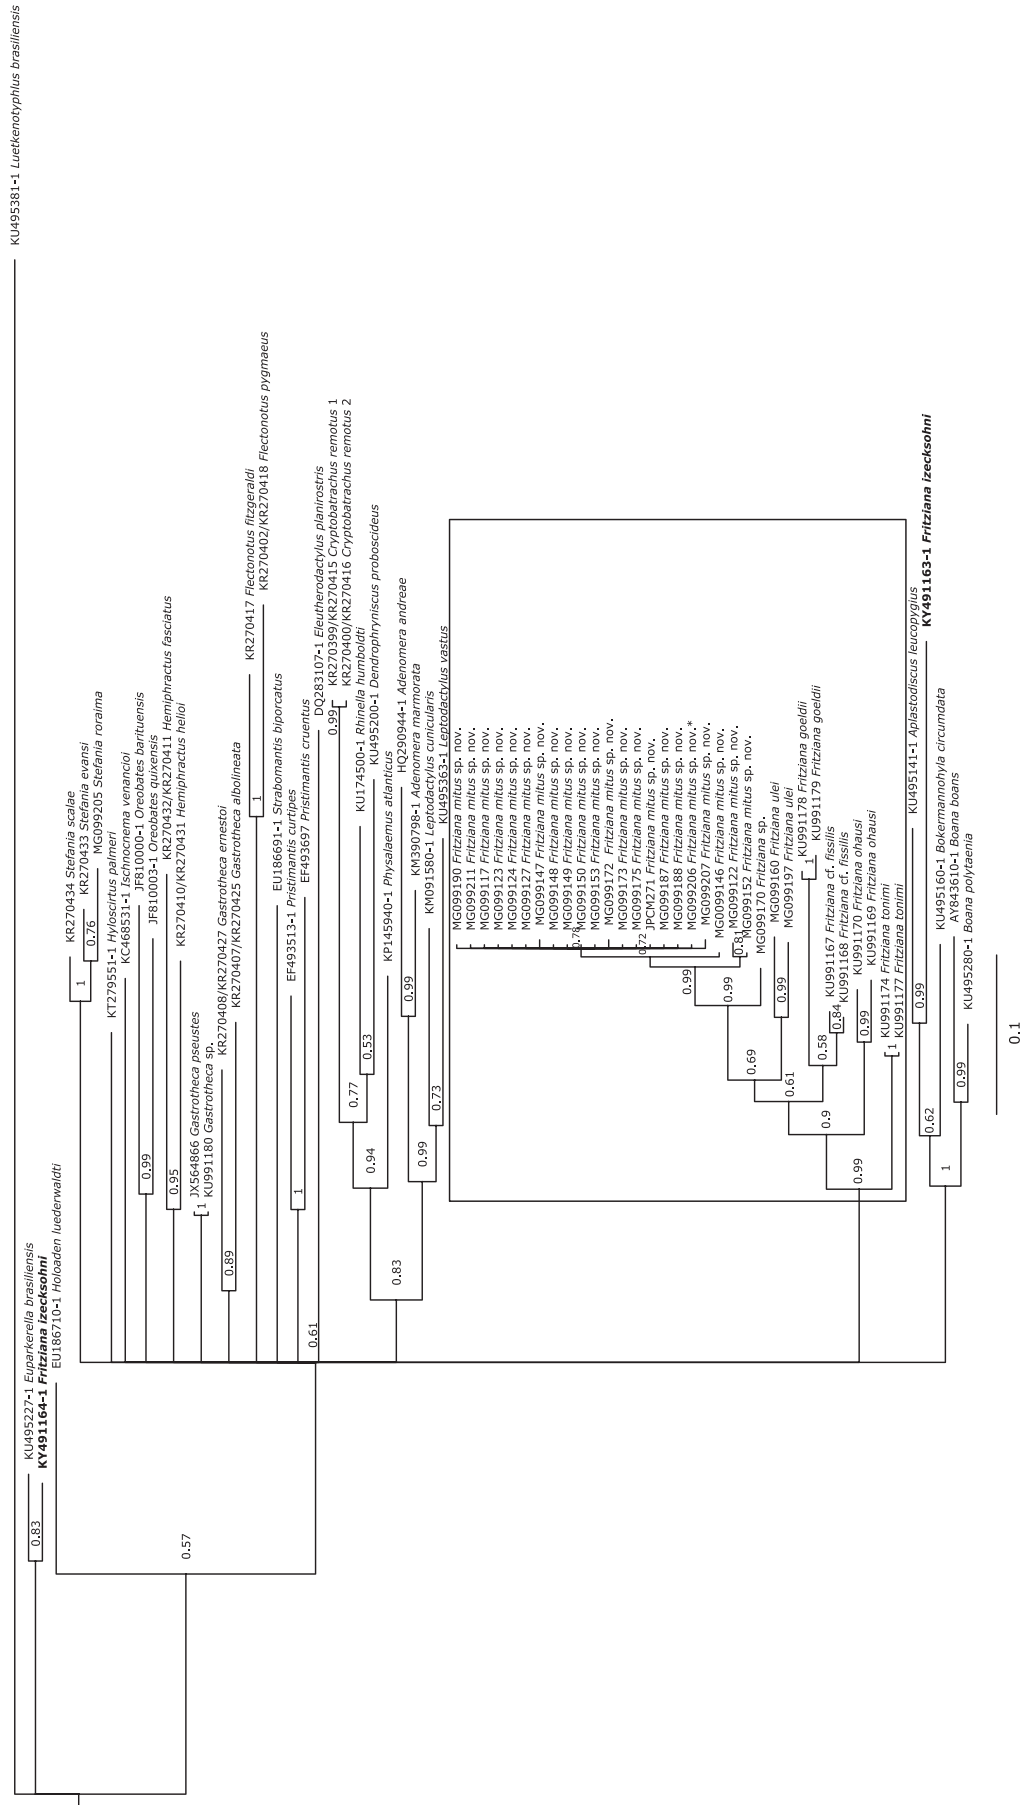 KU495381-1 Luetkenotyphlus brasiliensis
KU495227-1 Euparkerella brasiliensis
KY491164-1 Fritziana izecksohni
0.83
EU186710-1 Holoaden luederwaldti
0.57
KR270434 Stefania scalae
KR270433 Stefania evansi
MG099205 Stefania roraima
1
0.76
KT279551-1 Hyloscirtus palmeri
KC468531-1 Ischnocnema venancioi
JF810000-1 Oreobates barituensis
JF810003-1 Oreobates quixensis
0.99
KR270432/KR270411 Hemiphractus fasciatus
KR270410/KR270431 Hemiphractus helioi
0.95
JX564866 Gastrotheca pseustes
KU991180 Gastrotheca sp.
1
KR270408/KR270427 Gastrotheca ernestoi
KR270407/KR270425 Gastrotheca albolineata
0.89
KR270417 Flectonotus fitzgeraldi
KR270402/KR270418 Flectonotus pygmaeus
1
EU186691-1 Strabomantis biporcatus
EF493513-1 Pristimantis curtipes
EF493697 Pristimantis cruentus
1
0.61
DQ283107-1 Eleutherodactylus planirostris
KR270399/KR270415 Cryptobatrachus remotus 1
KR270400/KR270416 Cryptobatrachus remotus 2
0.99
KU174500-1 Rhinella humboldti
KU495200-1 Dendrophryniscus proboscideus
0.53
0.77
KP145940-1 Physalaemus atlanticus
0.94
HQ290944-1 Adenomera andreae
KM390798-1 Adenomera marmorata
0.99
KM091580-1 Leptodactylus cunicularis
KU495363-1 Leptodactylus vastus
0.73
0.99
0.83
MG099190 Fritziana mitus sp. nov.
MG099211 Fritziana mitus sp. nov.
MG099117 Fritziana mitus sp. nov.
MG099123 Fritziana mitus sp. nov.
MG099124 Fritziana mitus sp. nov.
MG099127 Fritziana mitus sp. nov.
MG099147 Fritziana mitus sp. nov.
MG099148 Fritziana mitus sp. nov.
MG099149 Fritziana mitus sp. nov.
MG099150 Fritziana mitus sp. nov.
MG099153 Fritziana mitus sp. nov.
MG099172 Fritziana mitus sp. nov.
MG099173 Fritziana mitus sp. nov.
MG099175 Fritziana mitus sp. nov.
JPCM271 Fritziana mitus sp. nov.
MG099187 Fritziana mitus sp. nov.
MG099188 Fritziana mitus sp. nov.
MG099206 Fritziana mitus sp. nov.*
MG099207 Fritziana mitus sp. nov.
MG0099146 Fritziana mitus sp. nov.
MG099122 Fritziana mitus sp. nov.
MG099152 Fritziana mitus sp. nov.
0.78
0.72
0.81
0.99
MG099170 Fritziana sp.
0.99
MG099160 Fritziana ulei
MG099197 Fritziana ulei
0.99
0.69
KU991178 Fritziana goeldii
KU991179 Fritziana goeldii
1
KU991167 Fritziana cf. fissilis
KU991168 Fritziana cf. fissilis
0.84
0.58
0.61
KU991170 Fritziana ohausi
KU991169 Fritziana ohausi
0.99
0.9
KU991174 Fritziana tonimi
KU991177 Fritziana tonimi
1
0.99
KU495141-1 Aplastodiscus leucopygius
KY491163-1 Fritziana izecksohni
0.99
KU495160-1 Bokermannohyla circumdata
0.62
AY843610-1 Boana boans
KU495280-1 Boana polytaenia
0.99
1
0.1